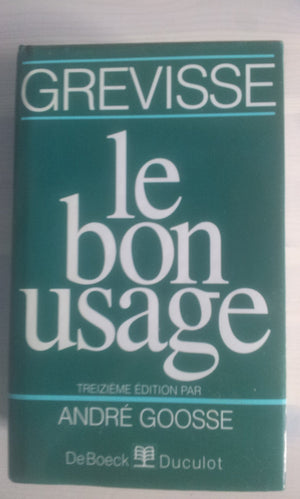 GREVISSE
le
bon
usage
TREIZIÈME ÉDITION PAR
ANDRÉ GOOSSE
DeBoeck Duculot